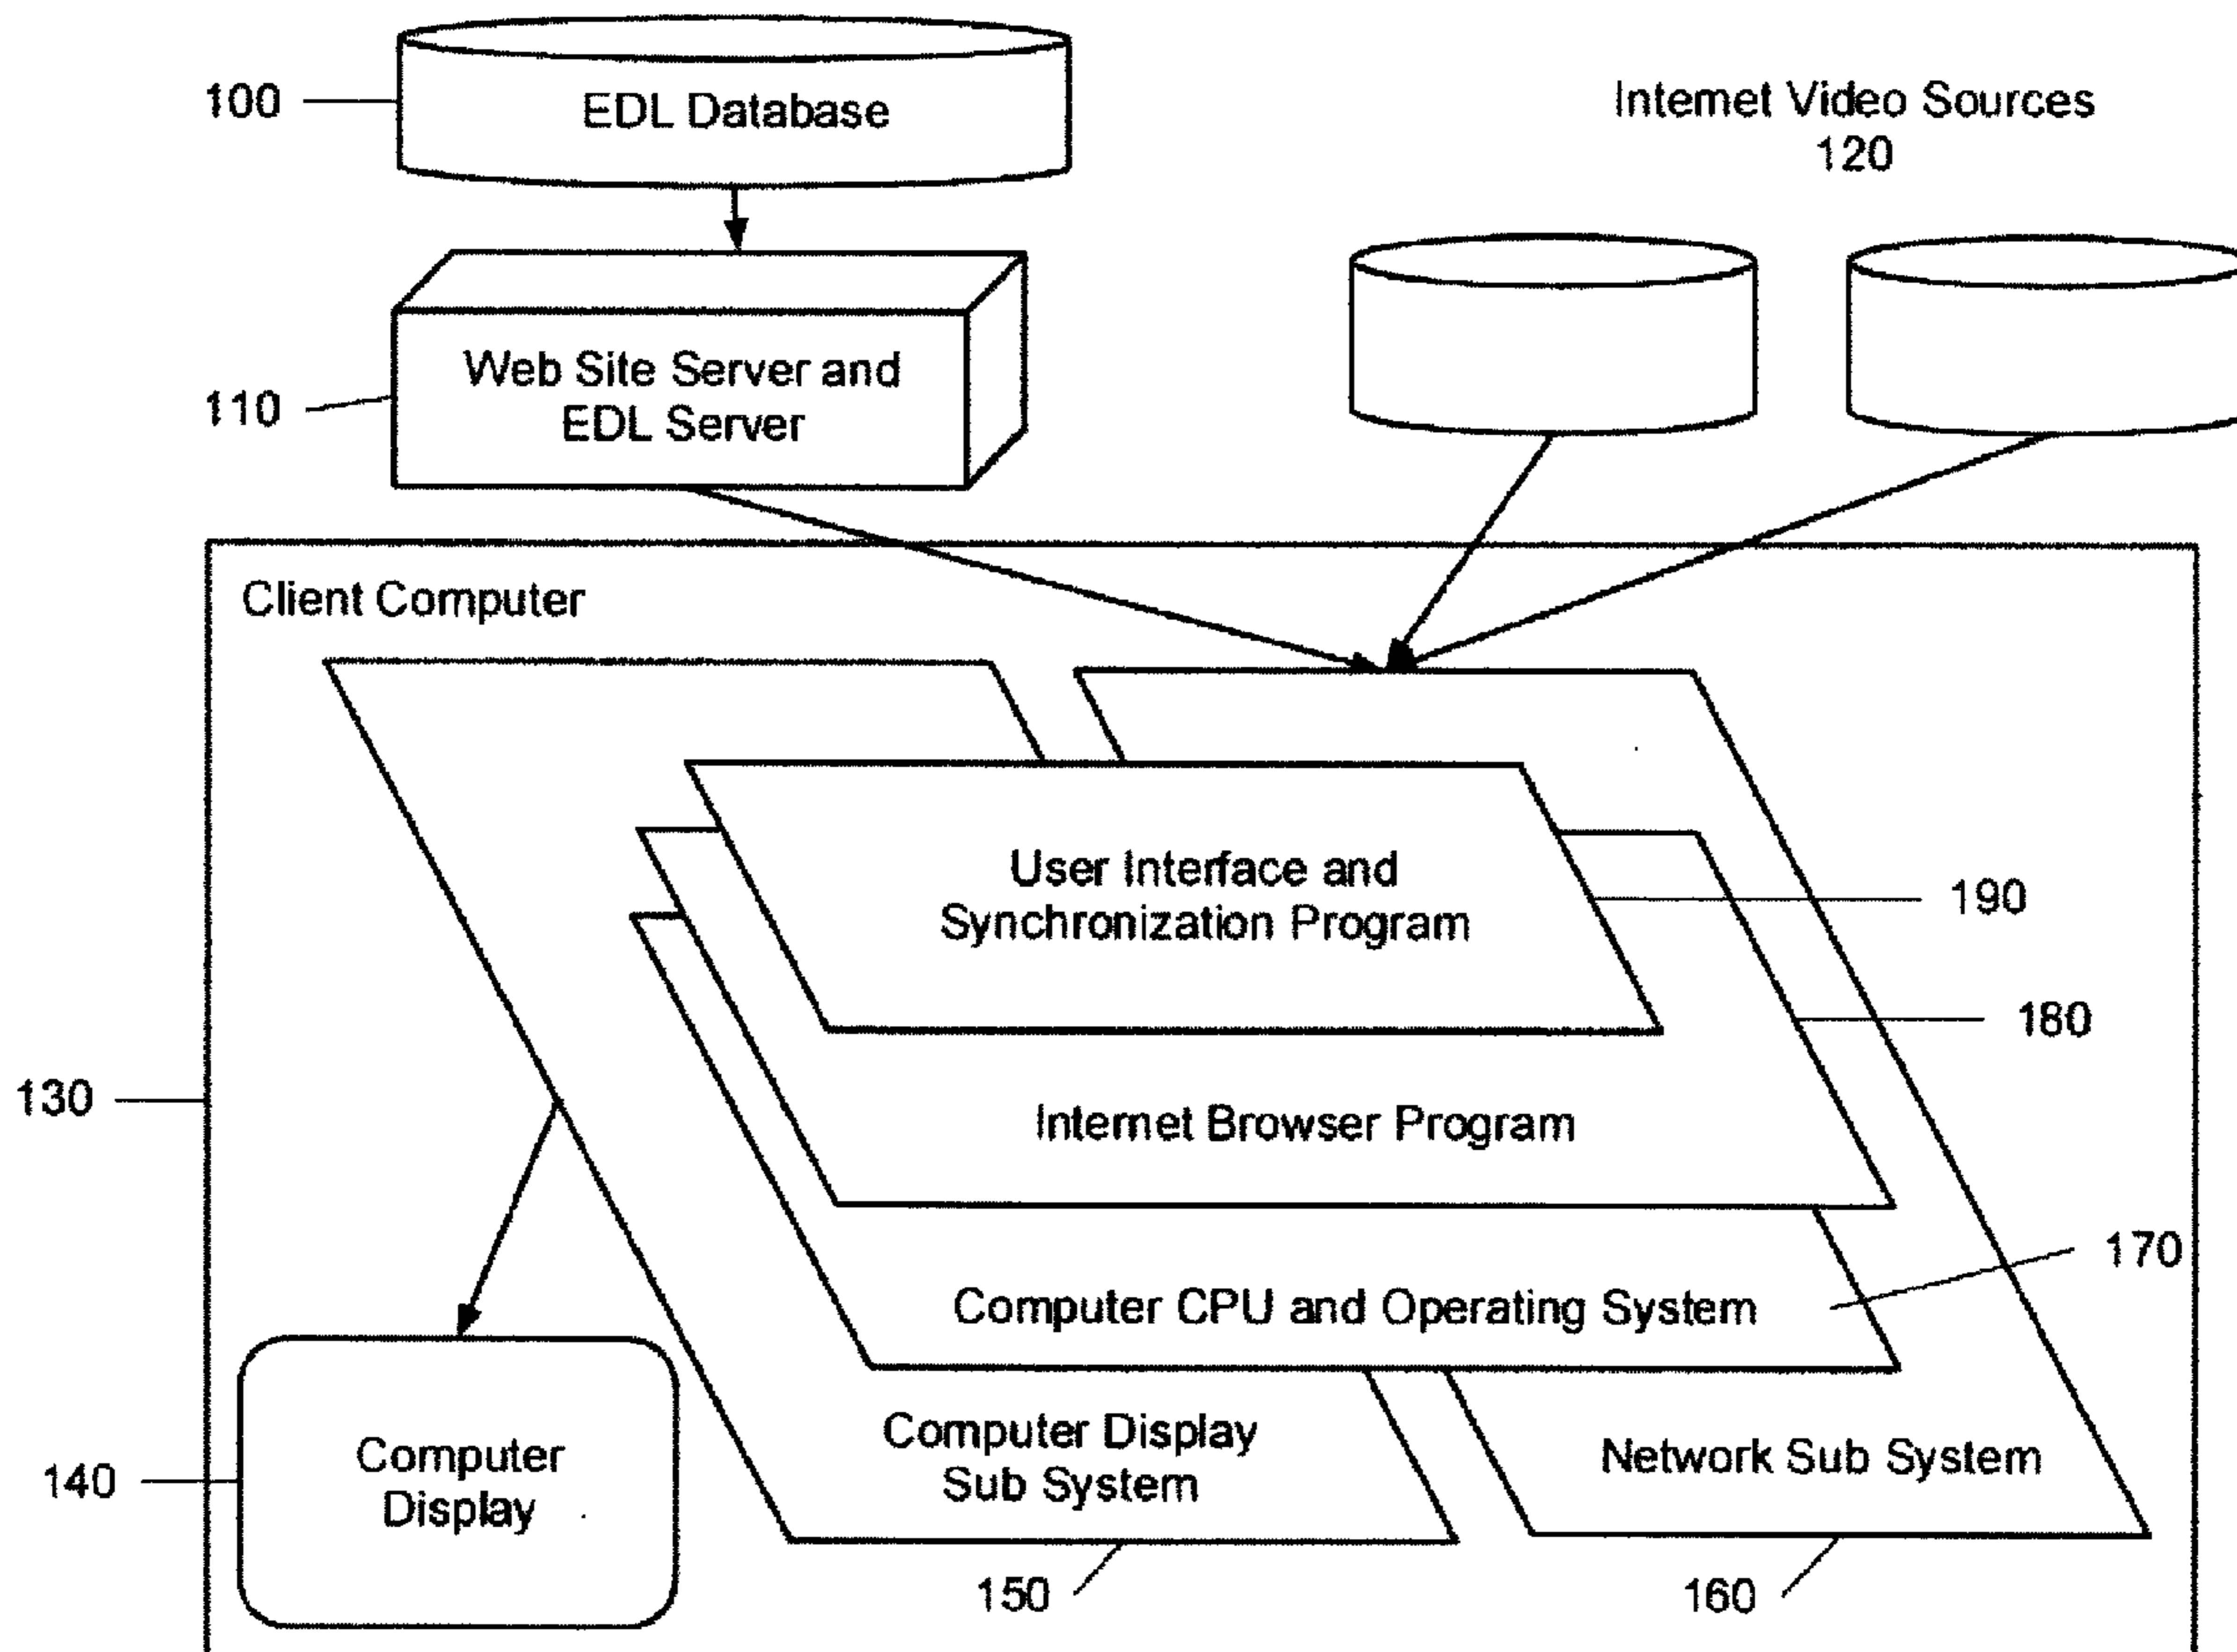 100
EDL Database
Internet Video Sources
120
110
Web Site Server and
EDL Server
Client Computer
User Interface and
Synchronization Program
190
180
130
Internet Browser Program
170
Computer CPU and Operating System
140
Computer
Display
Computer Display
Sub System
Network Sub System
150
160